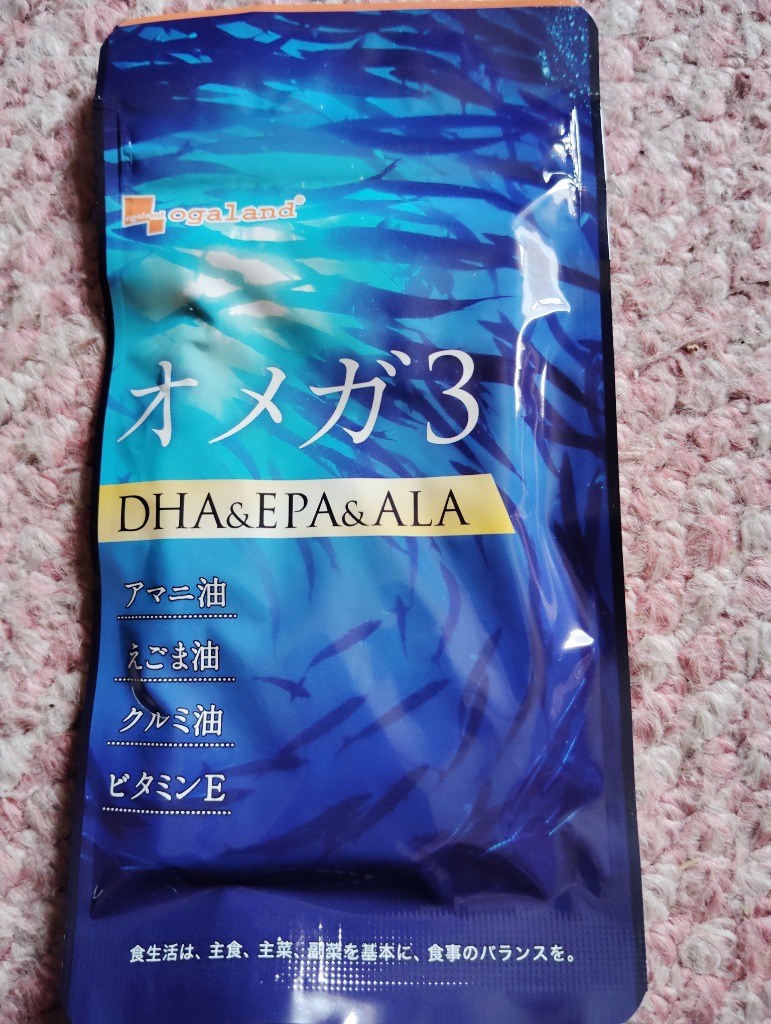 ogaland
ogaland®
オメガ3
DHA&EPA&ALA
アマニ油
えごま油
クルミ油
ビタミンE
食生活は、主食、主菜、副菜を基本に、食事のバランスを。